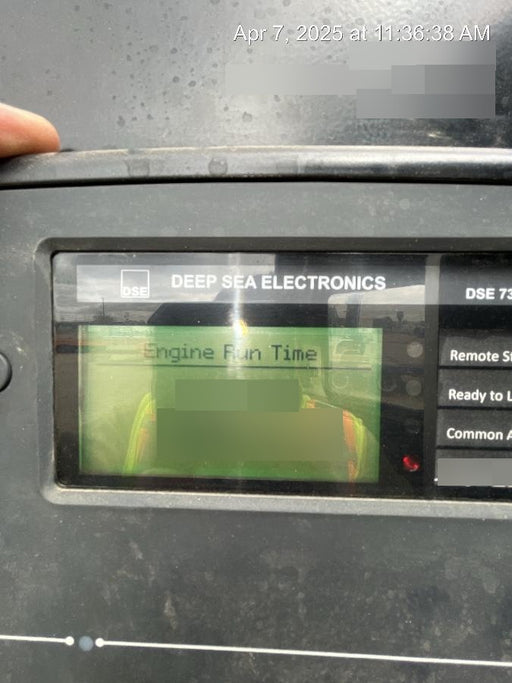 Apr 7, 2025 at 11:36:38 AM
DSE
DEEP SEA ELECTRONICS
DSE 73
Engine Run Time
Remote St
Ready to L
Common A